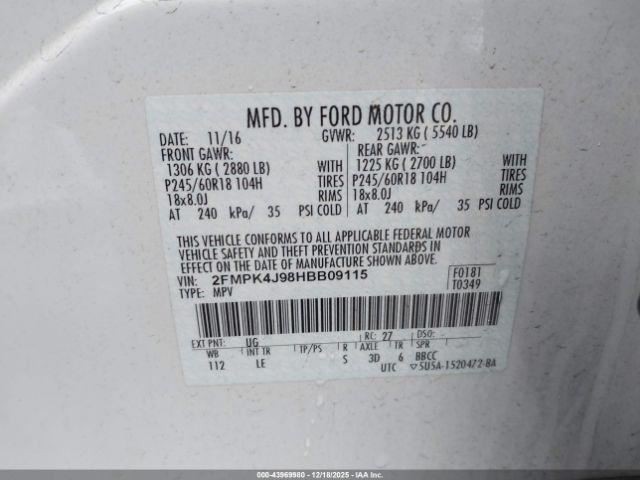 MFD. BY FORD MOTOR CO.
DATE: 11/16 GVWR: 2513 KG ( 5540 LB)
FRONT GAWR: REAR GAWR:
1306 KG ( 2880 LB) WITH 1225 KG ( 2700 LB) WITH
P245/60R18 104H TIRES P245/60R18 104H TIRES
18x8.0J RIMS 18x8.0J RIMS
AT 240 kPa/ 35 PSI COLD AT 240 kPa/ 35 PSI COLD
THIS VEHICLE CONFORMS TO ALL APPLICABLE FEDERAL MOTOR
VEHICLE SAFETY AND THEFT PREVENTION STANDARDS IN
EFFECT ON THE DATE OF MANUFACTURE SHOWN ABOVE.
VIN: 2FMPK4J98HBB09115 F0181
TYPE: MPV T0349
EXT PNT: UG RC: 27 DSO:
WB INT TR TP/PS R AXLE TR SPR
112 LE S 3D 6 BBCC
UTC ▽5U5A-1520472-BA
000-43969980 - 12/18/2025 - IAAI.COM